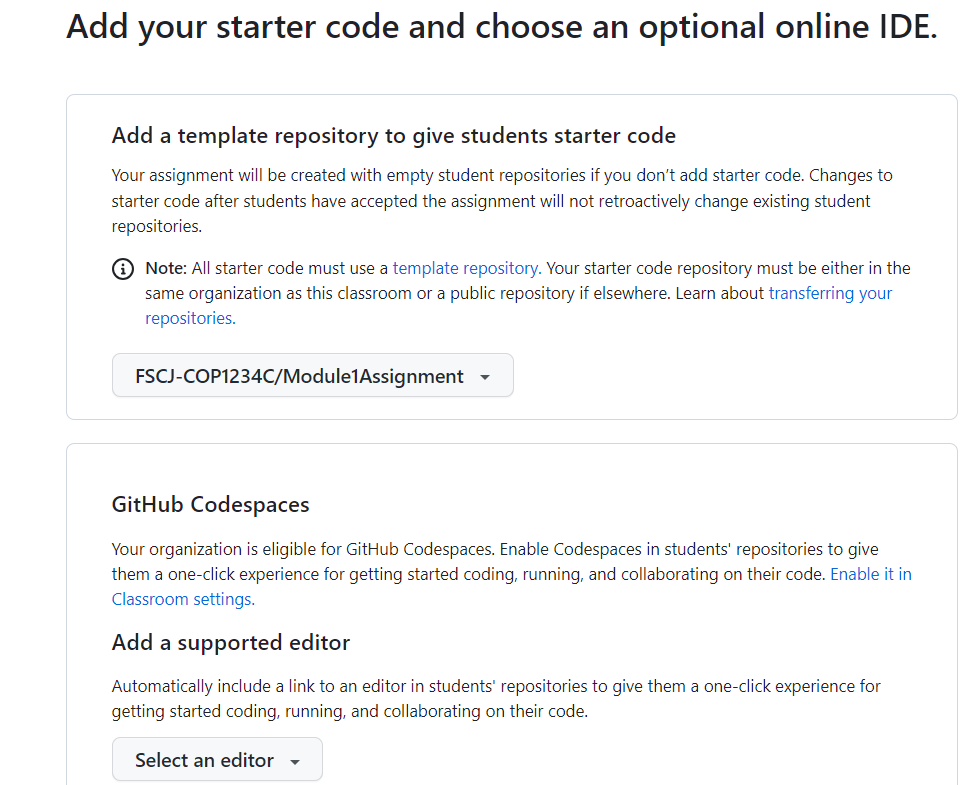 Add your starter code and choose an optional online IDE.
Add a template repository to give students starter code
Your assignment will be created with empty student repositories if you don’t add starter code. Changes to
starter code after students have accepted the assignment will not retroactively change existing student
repositories.
Note: All starter code must use a template repository. Your starter code repository must be either in the
same organization as this classroom or a public repository if elsewhere. Learn about transferring your
repositories.
FSCJ-COP1234C/Module1Assignment
GitHub Codespaces
Your organization is eligible for GitHub Codespaces. Enable Codespaces in students' repositories to give
them a one-click experience for getting started coding, running, and collaborating on their code. Enable it in
Classroom settings.
Add a supported editor
Automatically include a link to an editor in students' repositories to give them a one-click experience for
getting started coding, running, and collaborating on their code.
Select an editor